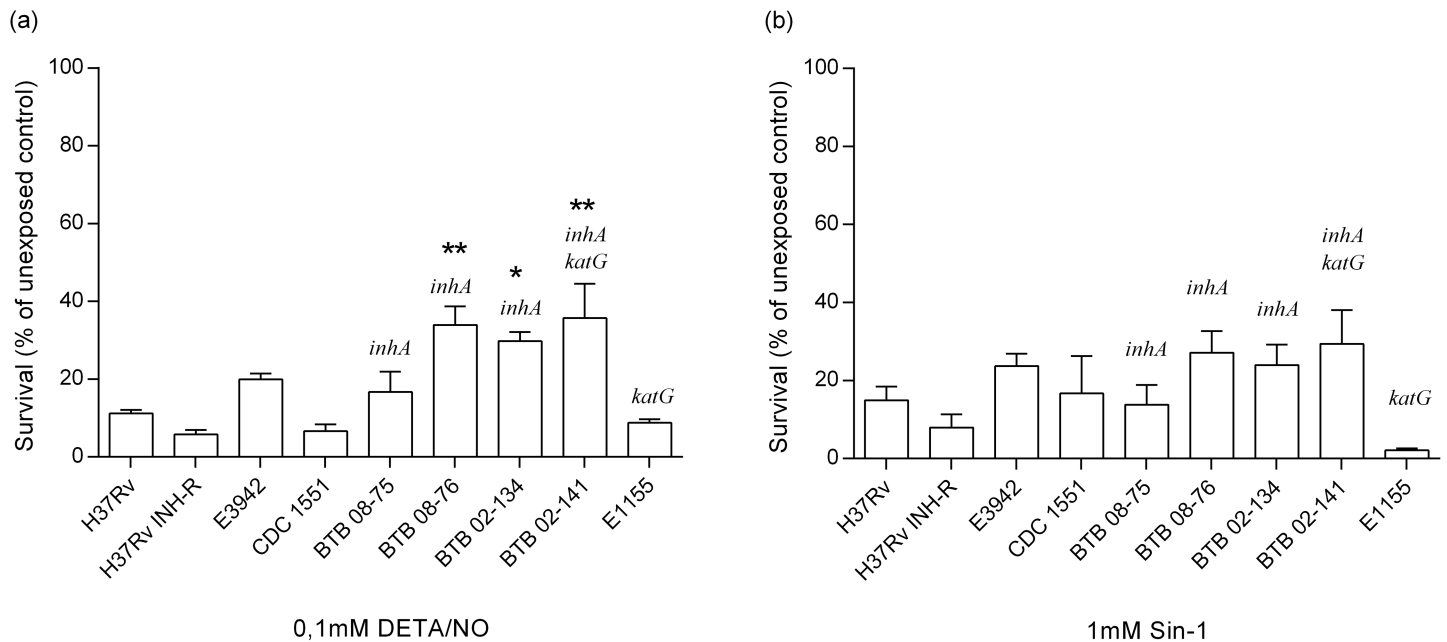 (a)
Survival (% of unexposed control)
100
80
60
40
20
0
inhA
**
inhA
*
inhA
**
inhA
katG
katG
H37Rv
H37Rv INH-R
E3942
CDC 1551
BTB 08-75
BTB 08-76
BTB 02-134
BTB 02-141
E1155
0,1mM DETA/NO
(b)
Survival (% of unexposed control)
100
80
60
40
20
0
inhA
inhA
inhA
inhA
katG
katG
H37Rv
H37Rv INH-R
E3942
CDC 1551
BTB 08-75
BTB 08-76
BTB 02-134
BTB 02-141
E1155
1mM Sin-1